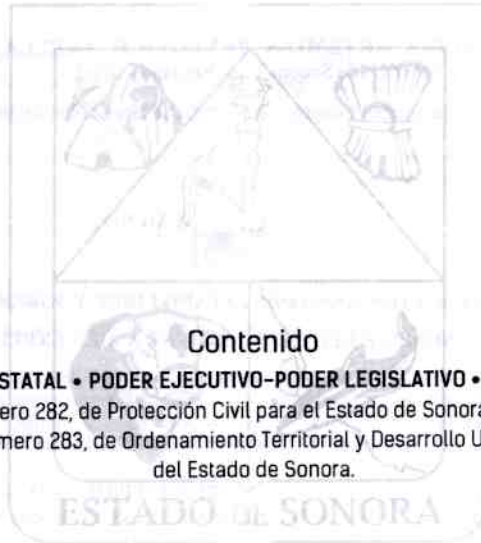 Contenido
STATAL • PODER EJECUTIVO-PODER LEGISLATIVO •
ero 282, de Protección Civil para el Estado de Sonora
mero 283, de Ordenamiento Territorial y Desarrollo U
del Estado de Sonora.
ESTADO DE SONORA